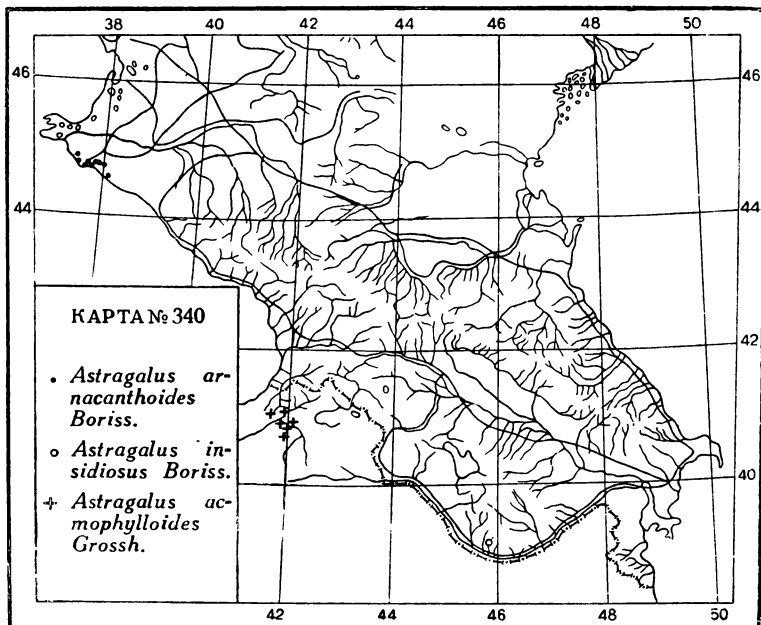 38 40 42 44 46 48 50
46 46
44 44
42
40
КАРТА № 340
• Astragalus ar-
nacanthoides
Boriss.
○ Astragalus in-
sidiosus Boriss.
+ Astragalus ac-
mophylloides
Grossh.
42 44 46 48 50